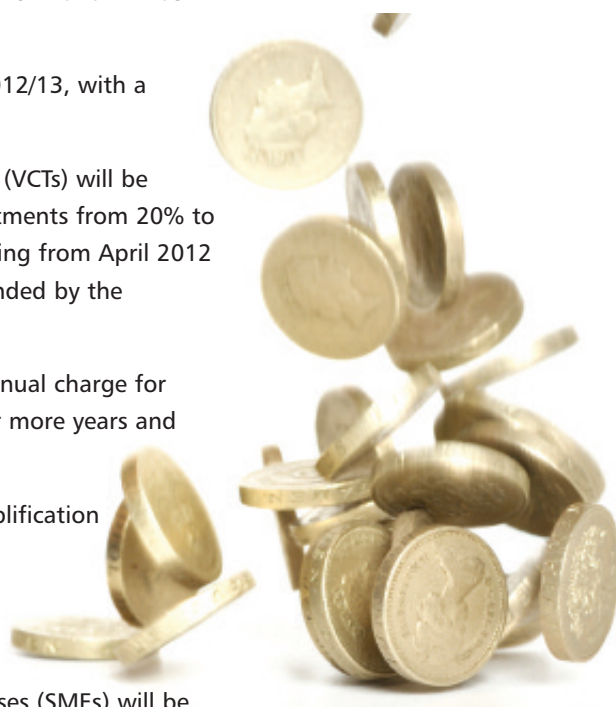 012/13, with a
(VCTs) will be
tments from 20% to
ing from April 2012
nded by the
nual charge for
r more years and
plification
ses (SMEs) will be